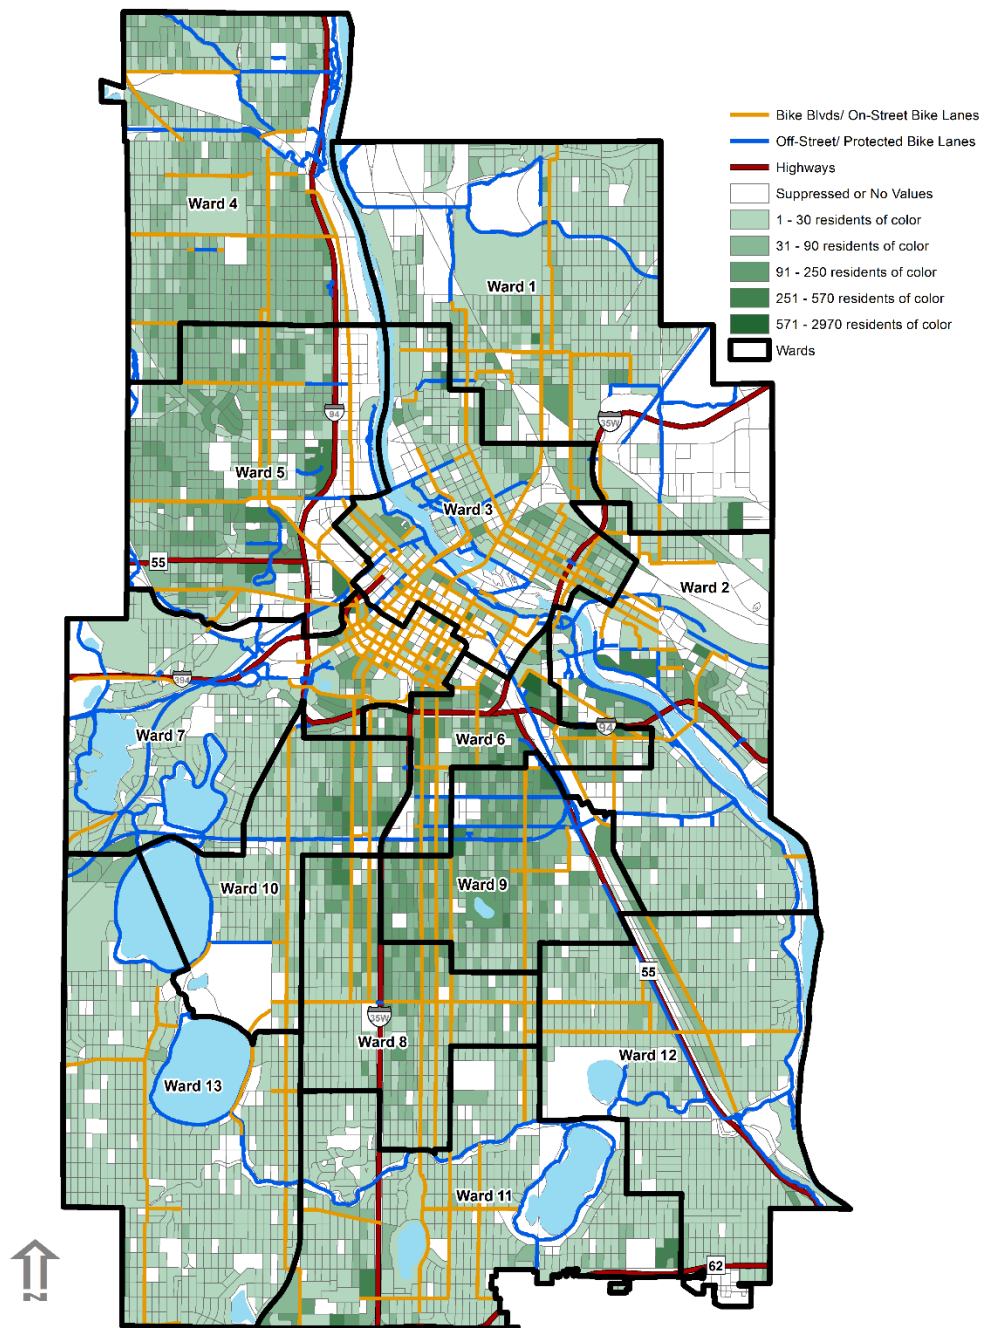 Bike Blvds/ On-Street Bike Lanes
Off-Street/ Protected Bike Lanes
Highways
Suppressed or No Values
1 - 30 residents of color
31 - 90 residents of color
91 - 250 residents of color
251 - 570 residents of color
571 - 2970 residents of color
Wards
Ward 4
Ward 1
94
35W
Ward 5
Ward 3
55
Ward 2
394
Ward 7
94
Ward 6
Ward 10
Ward 9
55
35W
Ward 8
Ward 12
Ward 13
Ward 11
62
N